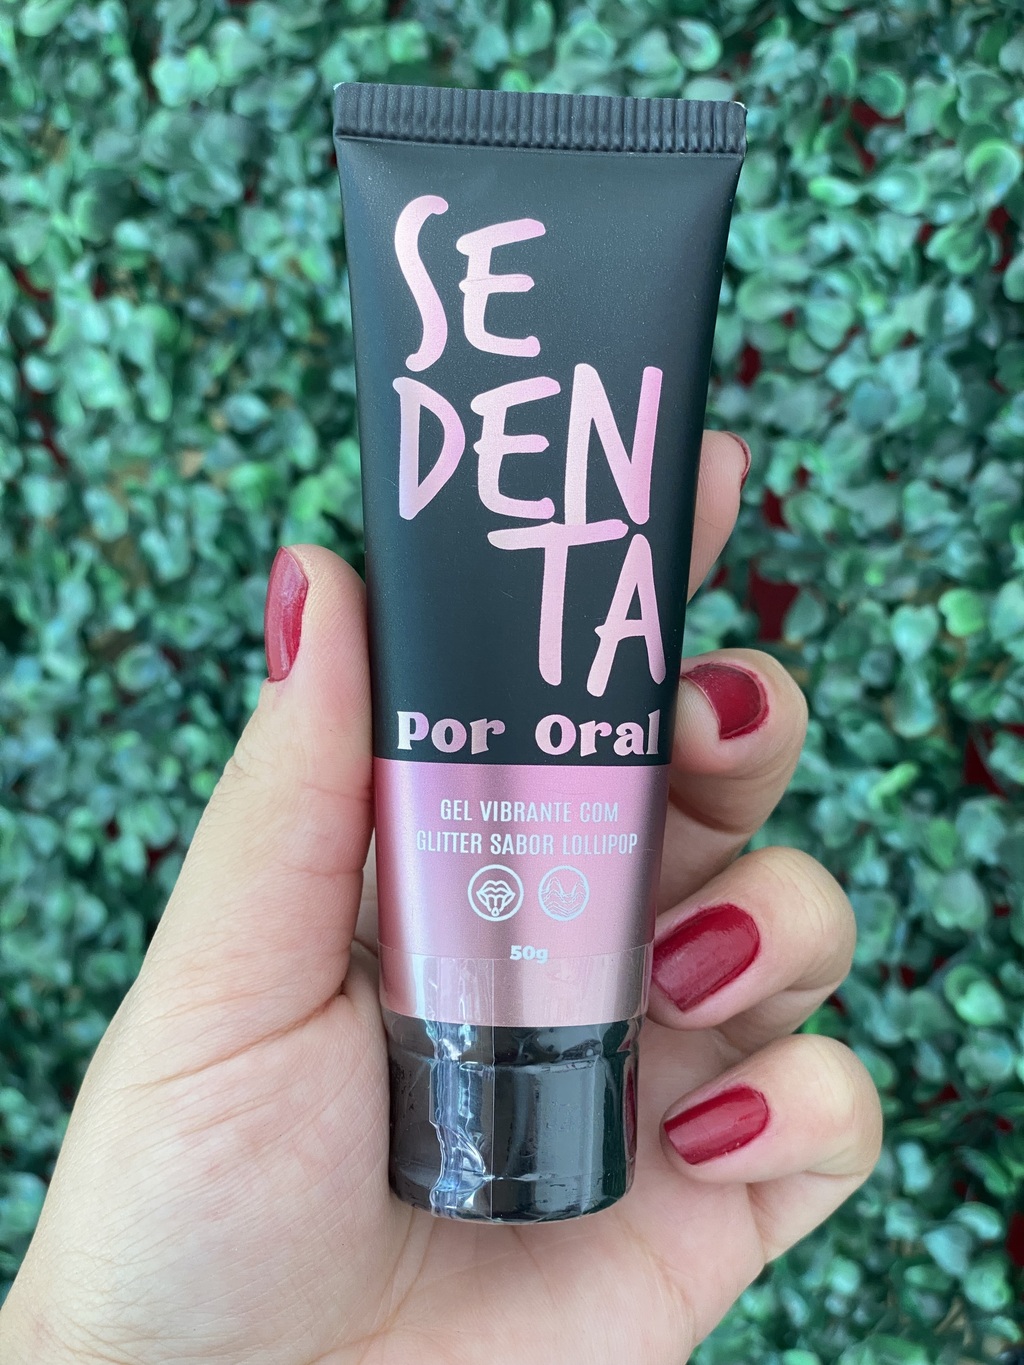 SE
DEN
TA
Por Oral
GEL VIBRANTE COM
GLITTER SABOR LOLLIPOP
50g